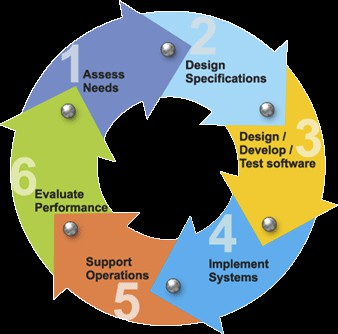 1
Assess
Needs
2
Design
Specifications
3
Design /
Develop /
Test software
4
Implement
Systems
5
Support
Operations
6
Evaluate
Performance